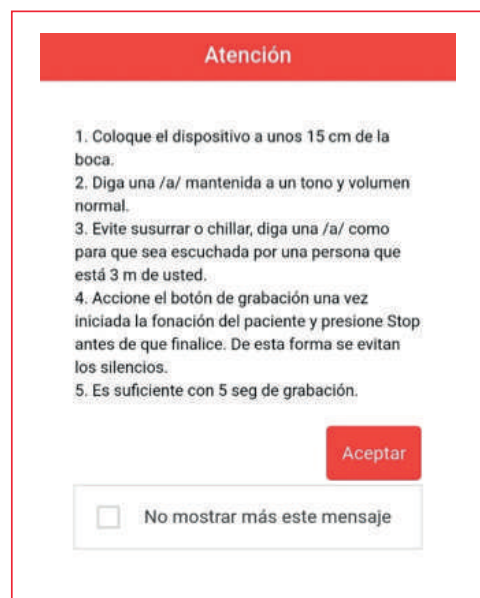 Atención
1. Coloque el dispositivo a unos 15 cm de la
boca.
2. Diga una /a/ mantenida a un tono y volumen
normal.
3. Evite susurrar o chillar, diga una /a/ como
para que sea escuchada por una persona que
está 3 m de usted.
4. Accione el botón de grabación una vez
iniciada la fonación del paciente y presione Stop
antes de que finalice. De esta forma se evitan
los silencios.
5. Es suficiente con 5 seg de grabación.
Aceptar
No mostrar más este mensaje